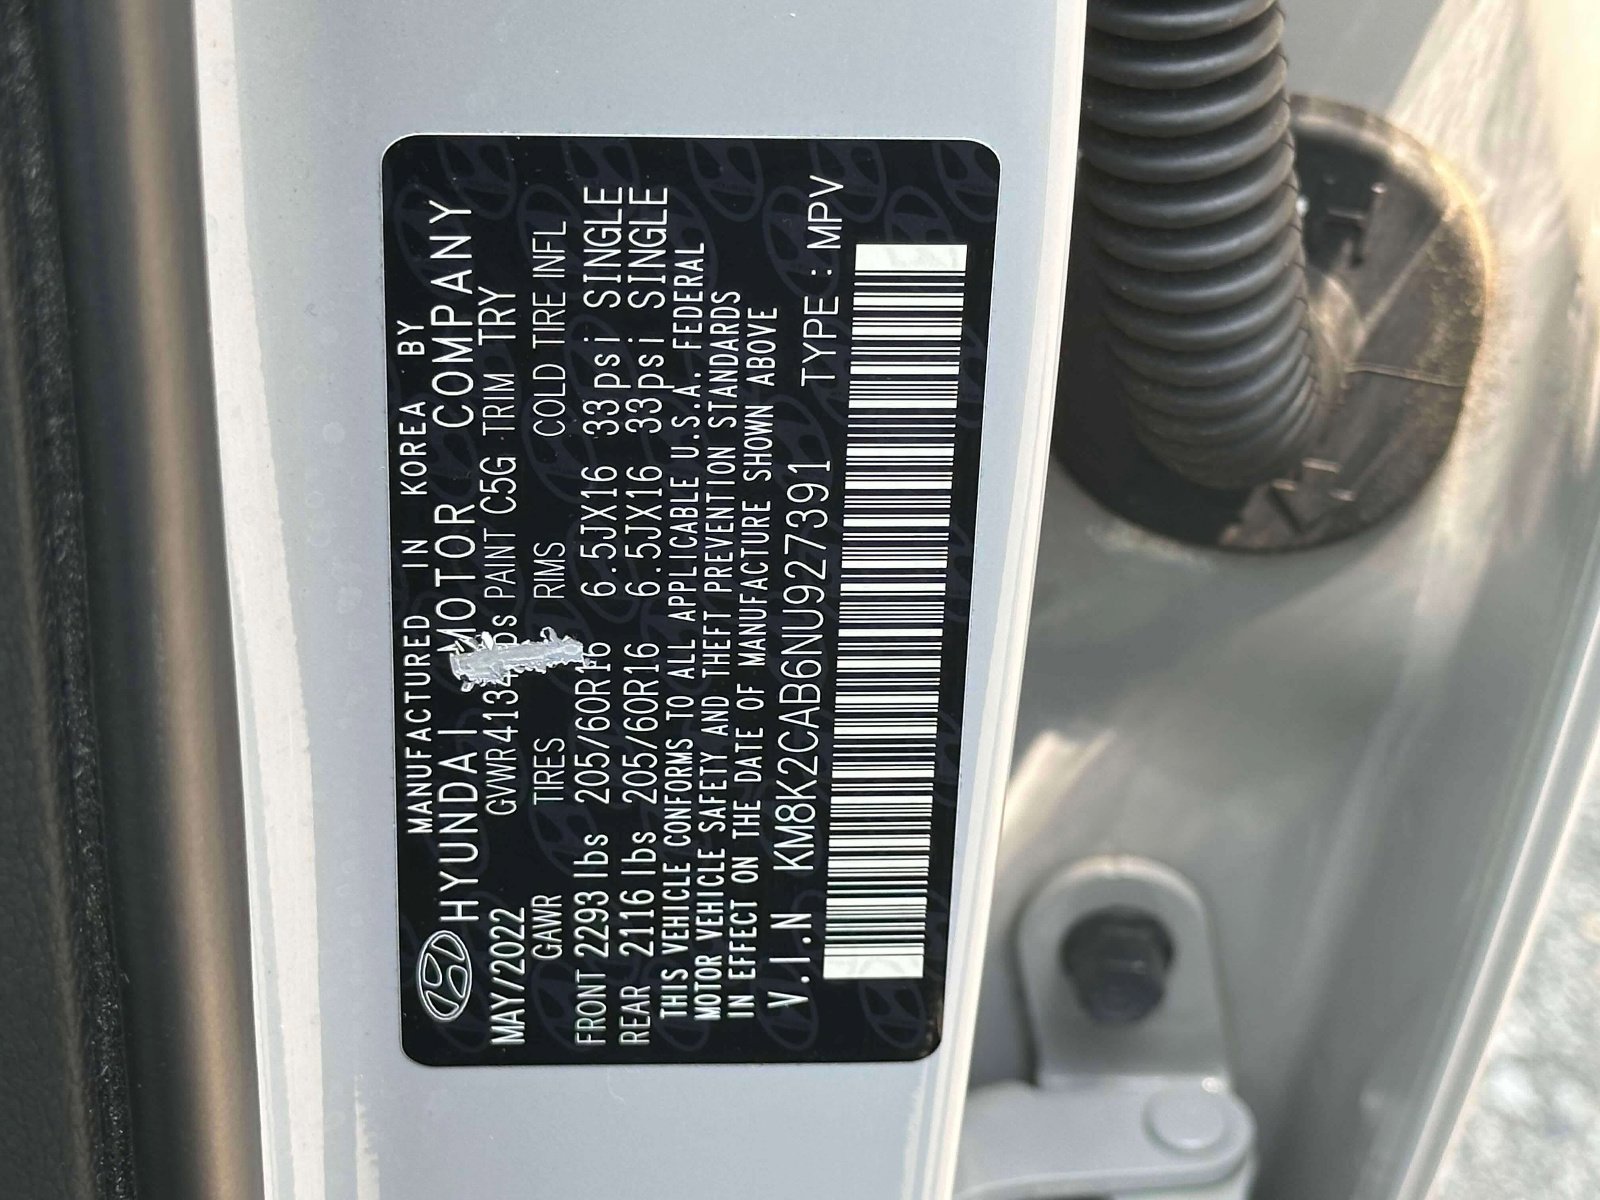 MANUFACTURED IN KOREA BY
HYUNDAI MOTOR COMPANY
MAY/2022 PAINT C5G TRIM TRY
GAWR TIRES RIMS COLD TIRE INFL
FRONT 2293 lbs 205/60R16 6.5JX16 33psi SINGLE
REAR 2116 lbs 205/60R16 6.5JX16 33psi SINGLE
THIS VEHICLE CONFORMS TO ALL APPLICABLE U.S.A. FEDERAL
MOTOR VEHICLE SAFETY AND THEFT PREVENTION STANDARDS
IN EFFECT ON THE DATE OF MANUFACTURE SHOWN ABOVE
V.I.N KM8K2CAB6NU927391 TYPE : MPV